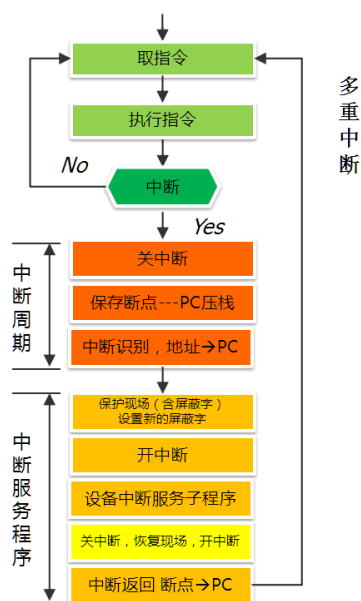 取指令
执行指令
No
中断
Yes
多重中断
中断周期
关中断
保存断点---PC压栈
中断识别，地址→PC
中断服务程序
保护现场（含屏蔽字）
设置新的屏蔽字
开中断
设备中断服务子程序
关中断，恢复现场，开中断
中断返回 断点→PC